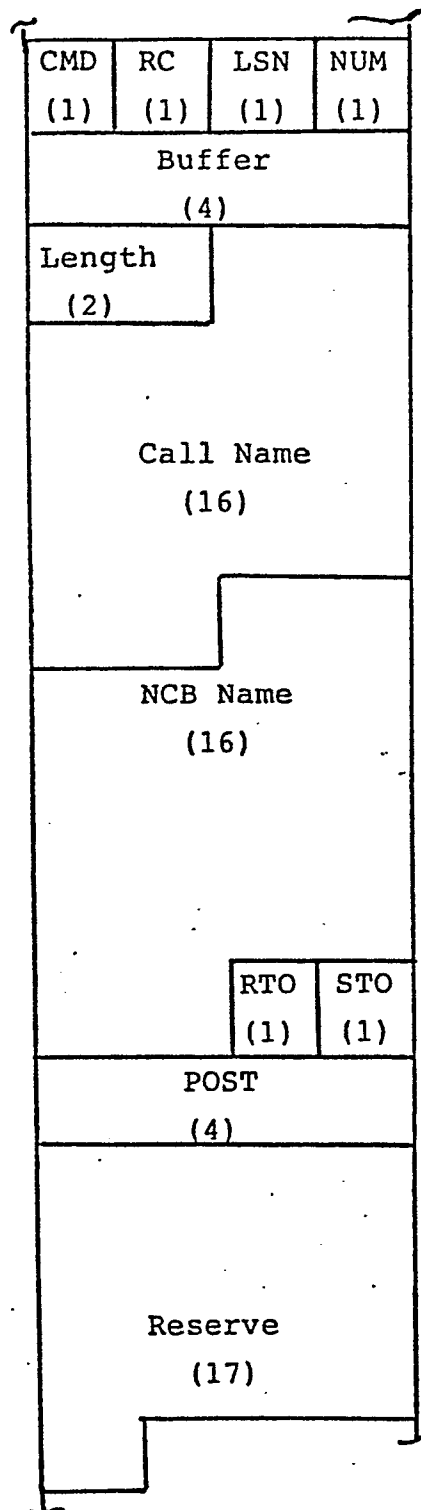 CMD RC LSN NUM
(1) (1) (1) (1)
Buffer
(4)
Length
(2)
Call Name
(16)
NCB Name
(16)
RTO STO
(1) (1)
POST
(4)
Reserve
(17)